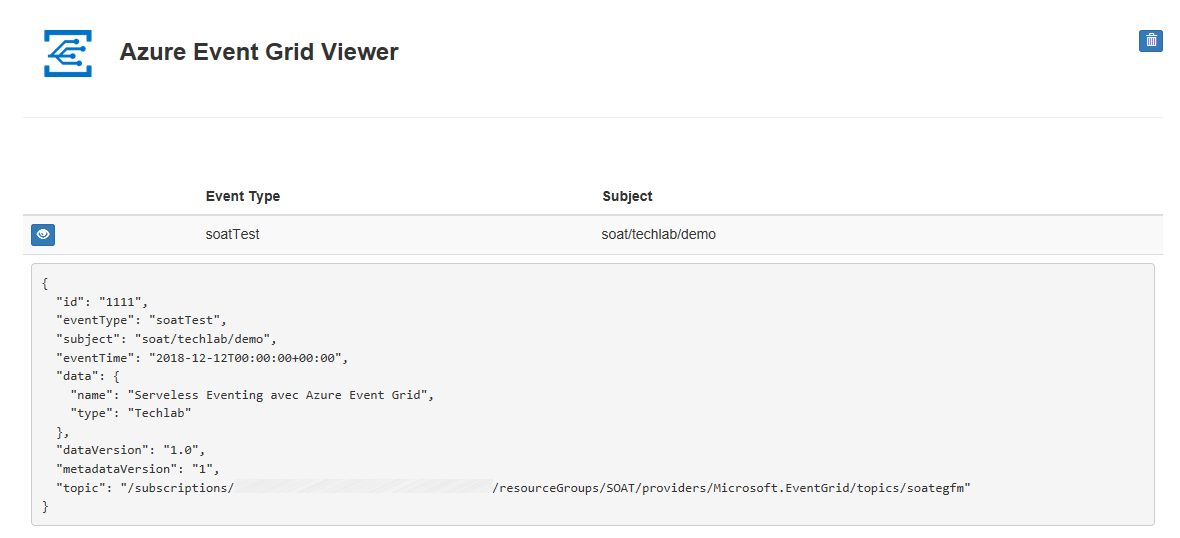 Azure Event Grid Viewer
Event Type Subject
soatTest soat/techlab/demo
{
"id": "1111",
"eventType": "soatTest",
"subject": "soat/techlab/demo",
"eventTime": "2018-12-12T00:00:00+00:00",
"data": {
"name": "Serveless Eventing avec Azure Event Grid",
"type": "Techlab"
},
"dataVersion": "1.0",
"metadataVersion": "1",
"topic": "/subscriptions/ /resourceGroups/SOAT/providers/Microsoft.EventGrid/topics/soategfm"
}